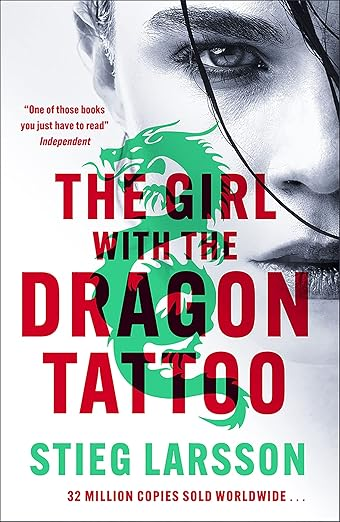 “One of those books
you just have to read”
Independent
THE GIRL
WITH THE
DRAGON
TATTOO
STIEG LARSSON
32 MILLION COPIES SOLD WORLDWIDE . . .